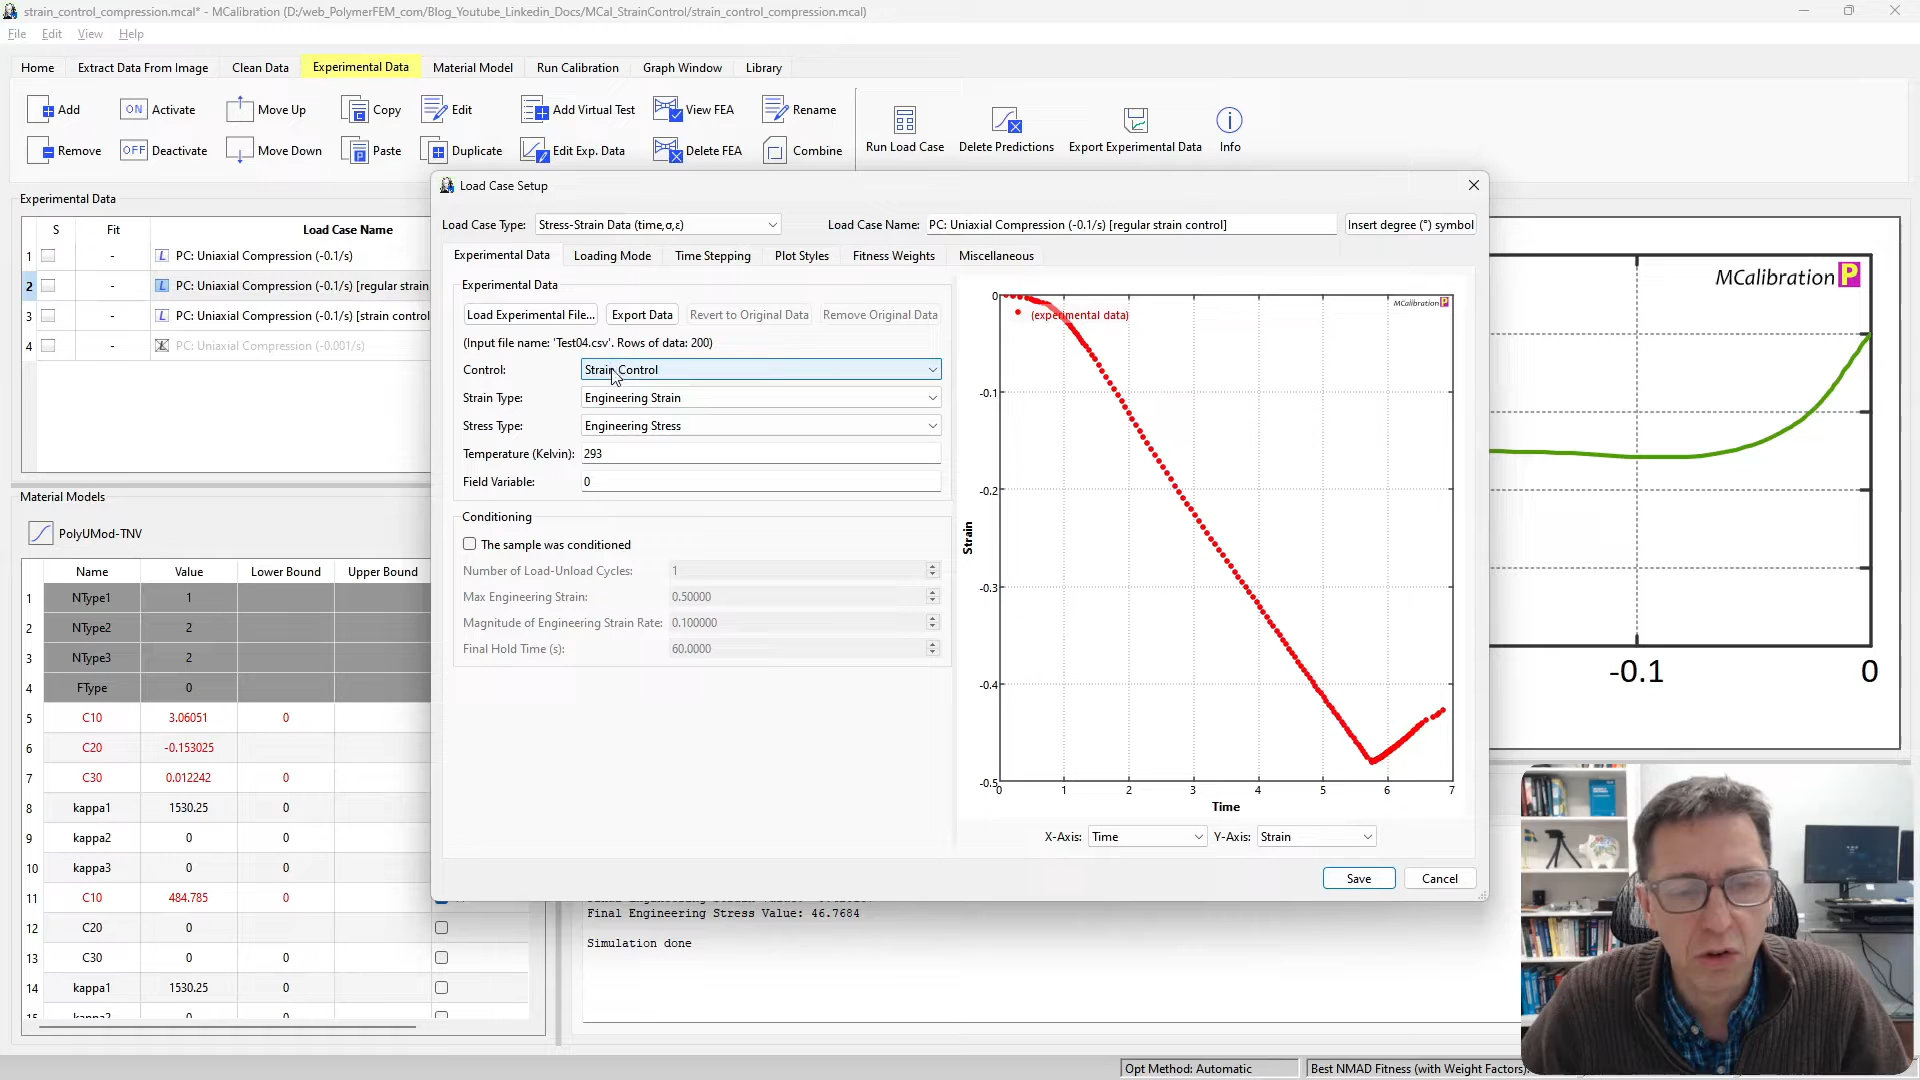 strain_control_compression.mcal* - MCalibration (D:/web_PolymerFEM_com/Blog_Youtube_Linkedin_Docs/MCal_StrainControl/strain_control_compression.mcal)
File Edit View Help
Home Extract Data From Image Clean Data Experimental Data Material Model Run Calibration Graph Window Library
Add ON Activate Move Up Copy Edit Add Virtual Test View FEA Rename
Remove OFF Deactivate Move Down Paste Duplicate Edit Exp. Data Delete FEA Combine
Run Load Case Delete Predictions Export Experimental Data Info
Experimental Data
S Fit Load Case Name
1 - L PC: Uniaxial Compression (-0.1/s)
2 - L PC: Uniaxial Compression (-0.1/s) [regular strain
3 - L PC: Uniaxial Compression (-0.1/s) [strain control
4 - PC: Uniaxial Compression (-0.001/s)
Material Models
PolyUMod-TNV
Name Value Lower Bound Upper Bound
1 NType1 1
2 NType2 2
3 NType3 2
4 FType 0
5 C10 3.06051 0
6 C20 -0.153025
7 C30 0.012242 0
8 kappa1 1530.25 0
9 kappa2 0 0
10 kappa3 0 0
11 C10 484.785 0
12 C20 0
13 C30 0 0
14 kappa1 1530.25 0
15 kappa2 0 0
Load Case Setup
Load Case Type: Stress-Strain Data (time,σ,ε) Load Case Name: PC: Uniaxial Compression (-0.1/s) [regular strain control] Insert degree (°) symbol
Experimental Data Loading Mode Time Stepping Plot Styles Fitness Weights Miscellaneous
Experimental Data
Load Experimental File... Export Data Revert to Original Data Remove Original Data
(Input file name: 'Test04.csv'. Rows of data: 200)
Control: Strain Control
Strain Type: Engineering Strain
Stress Type: Engineering Stress
Temperature (Kelvin): 293
Field Variable: 0
Conditioning
The sample was conditioned
Number of Load-Unload Cycles: 1
Max Engineering Strain: 0.50000
Magnitude of Engineering Strain Rate: 0.100000
Final Hold Time (s): 60.0000
MCalibration P
(experimental data)
0
-0.1
-0.2
-0.3
-0.4
-0.5
Strain
0 1 2 3 4 5 6 7
Time
X-Axis: Time Y-Axis: Strain
Save Cancel
MCalibration P
-0.1 0
Final Engineering Stress Value: 46.7684
Simulation done
Opt Method: Automatic Best NMAD Fitness (with Weight Factors)